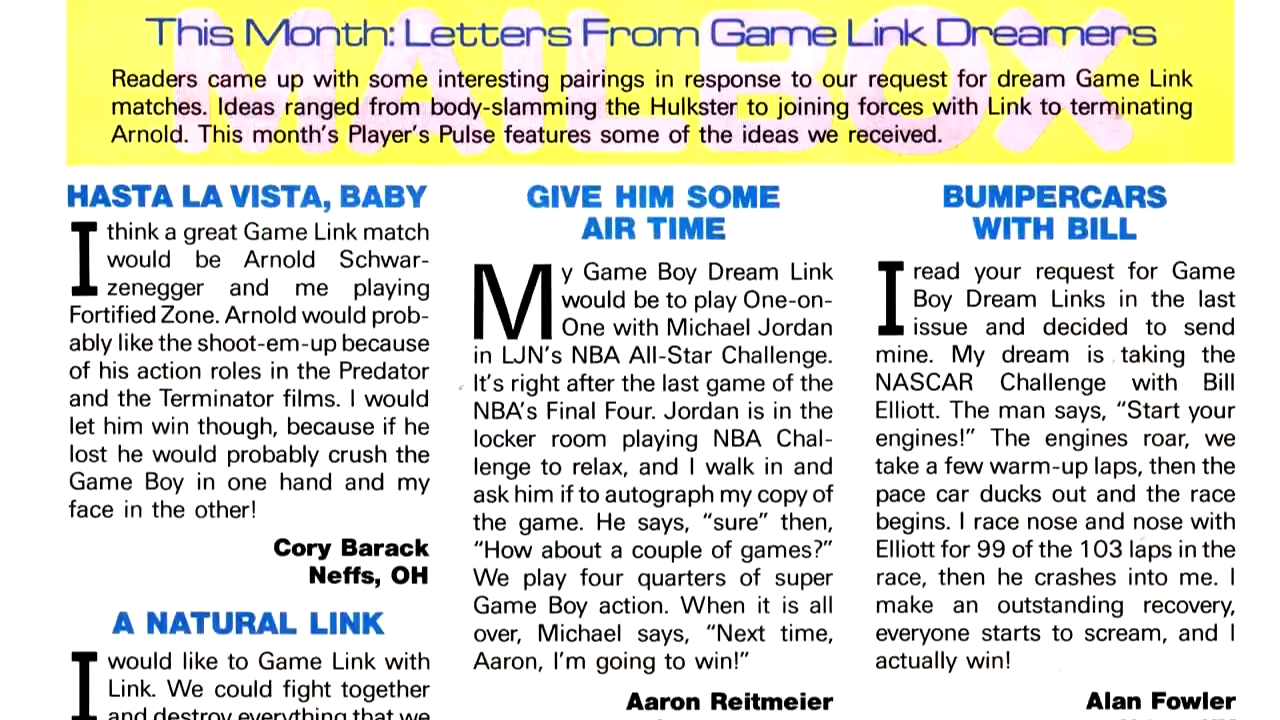 MAILBOX
This Month: Letters From Game Link Dreamers
Readers came up with some interesting pairings in response to our request for dream Game Link
matches. Ideas ranged from body-slamming the Hulkster to joining forces with Link to terminating
Arnold. This month's Player's Pulse features some of the ideas we received.
HASTA LA VISTA, BABY
I think a great Game Link match
would be Arnold Schwar-
zenegger and me playing
Fortified Zone. Arnold would prob-
ably like the shoot-em-up because
of his action roles in the Predator
and the Terminator films. I would
let him win though, because if he
lost he would probably crush the
Game Boy in one hand and my
face in the other!
Cory Barack
Neffs, OH
A NATURAL LINK
I would like to Game Link with
Link. We could fight together
and destroy everything that we
GIVE HIM SOME
AIR TIME
My Game Boy Dream Link
would be to play One-on-
One with Michael Jordan
in LJN's NBA All-Star Challenge.
It's right after the last game of the
NBA's Final Four. Jordan is in the
locker room playing NBA Chal-
lenge to relax, and I walk in and
ask him if to autograph my copy of
the game. He says, "sure" then,
"How about a couple of games?"
We play four quarters of super
Game Boy action. When it is all
over, Michael says, "Next time,
Aaron, I'm going to win!"
Aaron Reitmeier
BUMPERCARS
WITH BILL
I read your request for Game
Boy Dream Links in the last
issue and decided to send
mine. My dream is taking the
NASCAR Challenge with Bill
Elliott. The man says, "Start your
engines!" The engines roar, we
take a few warm-up laps, then the
pace car ducks out and the race
begins. I race nose and nose with
Elliott for 99 of the 103 laps in the
race, then he crashes into me. I
make an outstanding recovery,
everyone starts to scream, and I
actually win!
Alan Fowler